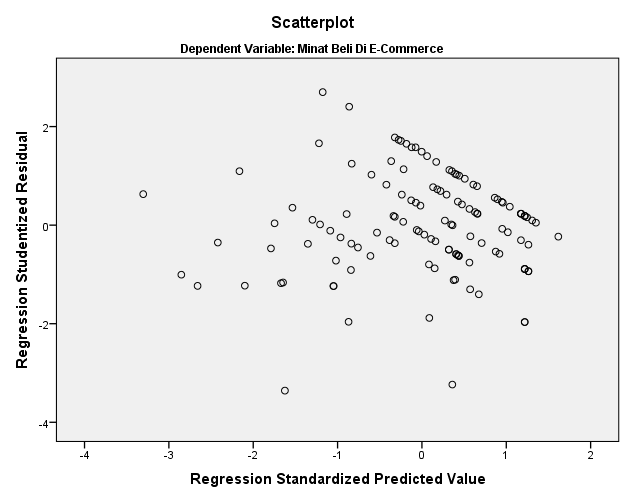 Scatterplot
Dependent Variable: Minat Beli Di E-Commerce
Regression Studentized Residual
2
0
-2
-4
-4
-3
-2
-1
0
1
2
Regression Standardized Predicted Value